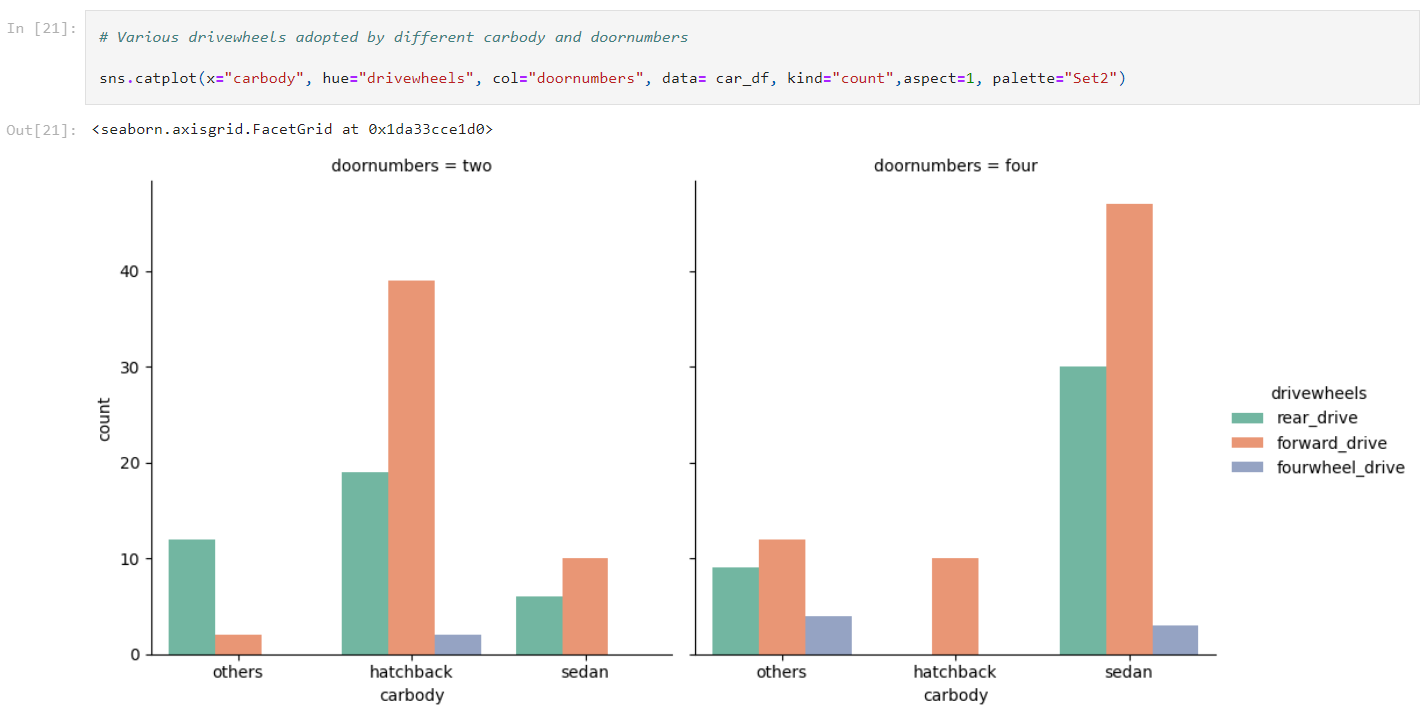 In [21]:
# Various drivewheels adopted by different carbody and doornumbers
sns.catplot(x="carbody", hue="drivewheels", col="doornumbers", data= car_df, kind="count",aspect=1, palette="Set2")
Out[21]: <seaborn.axisgrid.FacetGrid at 0x1da33cce1d0>
doornumbers = two
doornumbers = four
count
40
30
20
10
0
others hatchback sedan
carbody
others hatchback sedan
carbody
drivewheels
rear_drive
forward_drive
fourwheel_drive